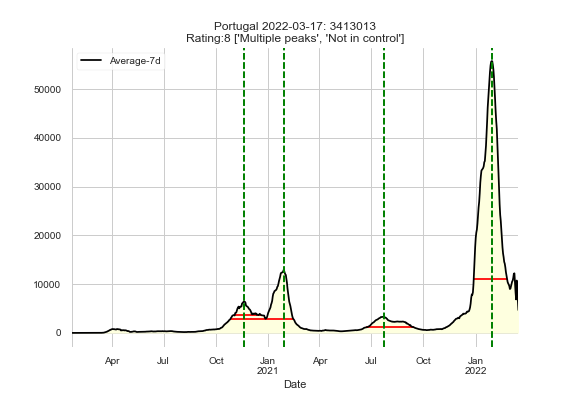 Portugal 2022-03-17: 3413013
Rating:8 ['Multiple peaks', 'Not in control']
Average-7d
50000
40000
30000
20000
10000
0
Apr Jul Oct Jan Apr Jul Oct Jan
2021 2022
Date